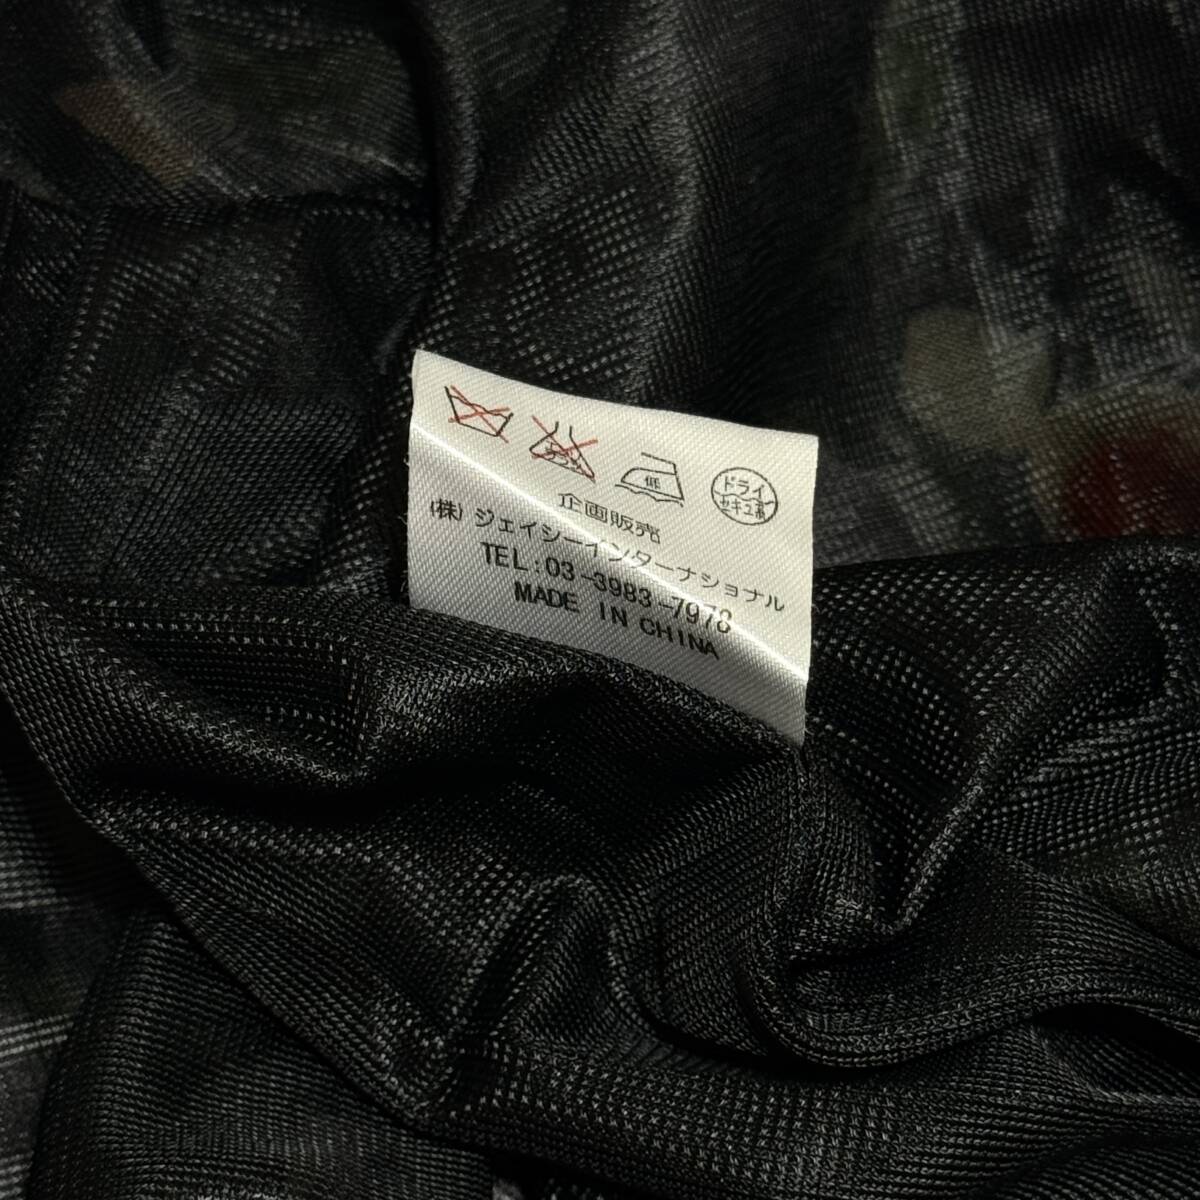 低
ドライ
セキユ系
企画販売
(株) ジェイシーインターナショナル
TEL:03-3983-7978
MADE IN CHINA